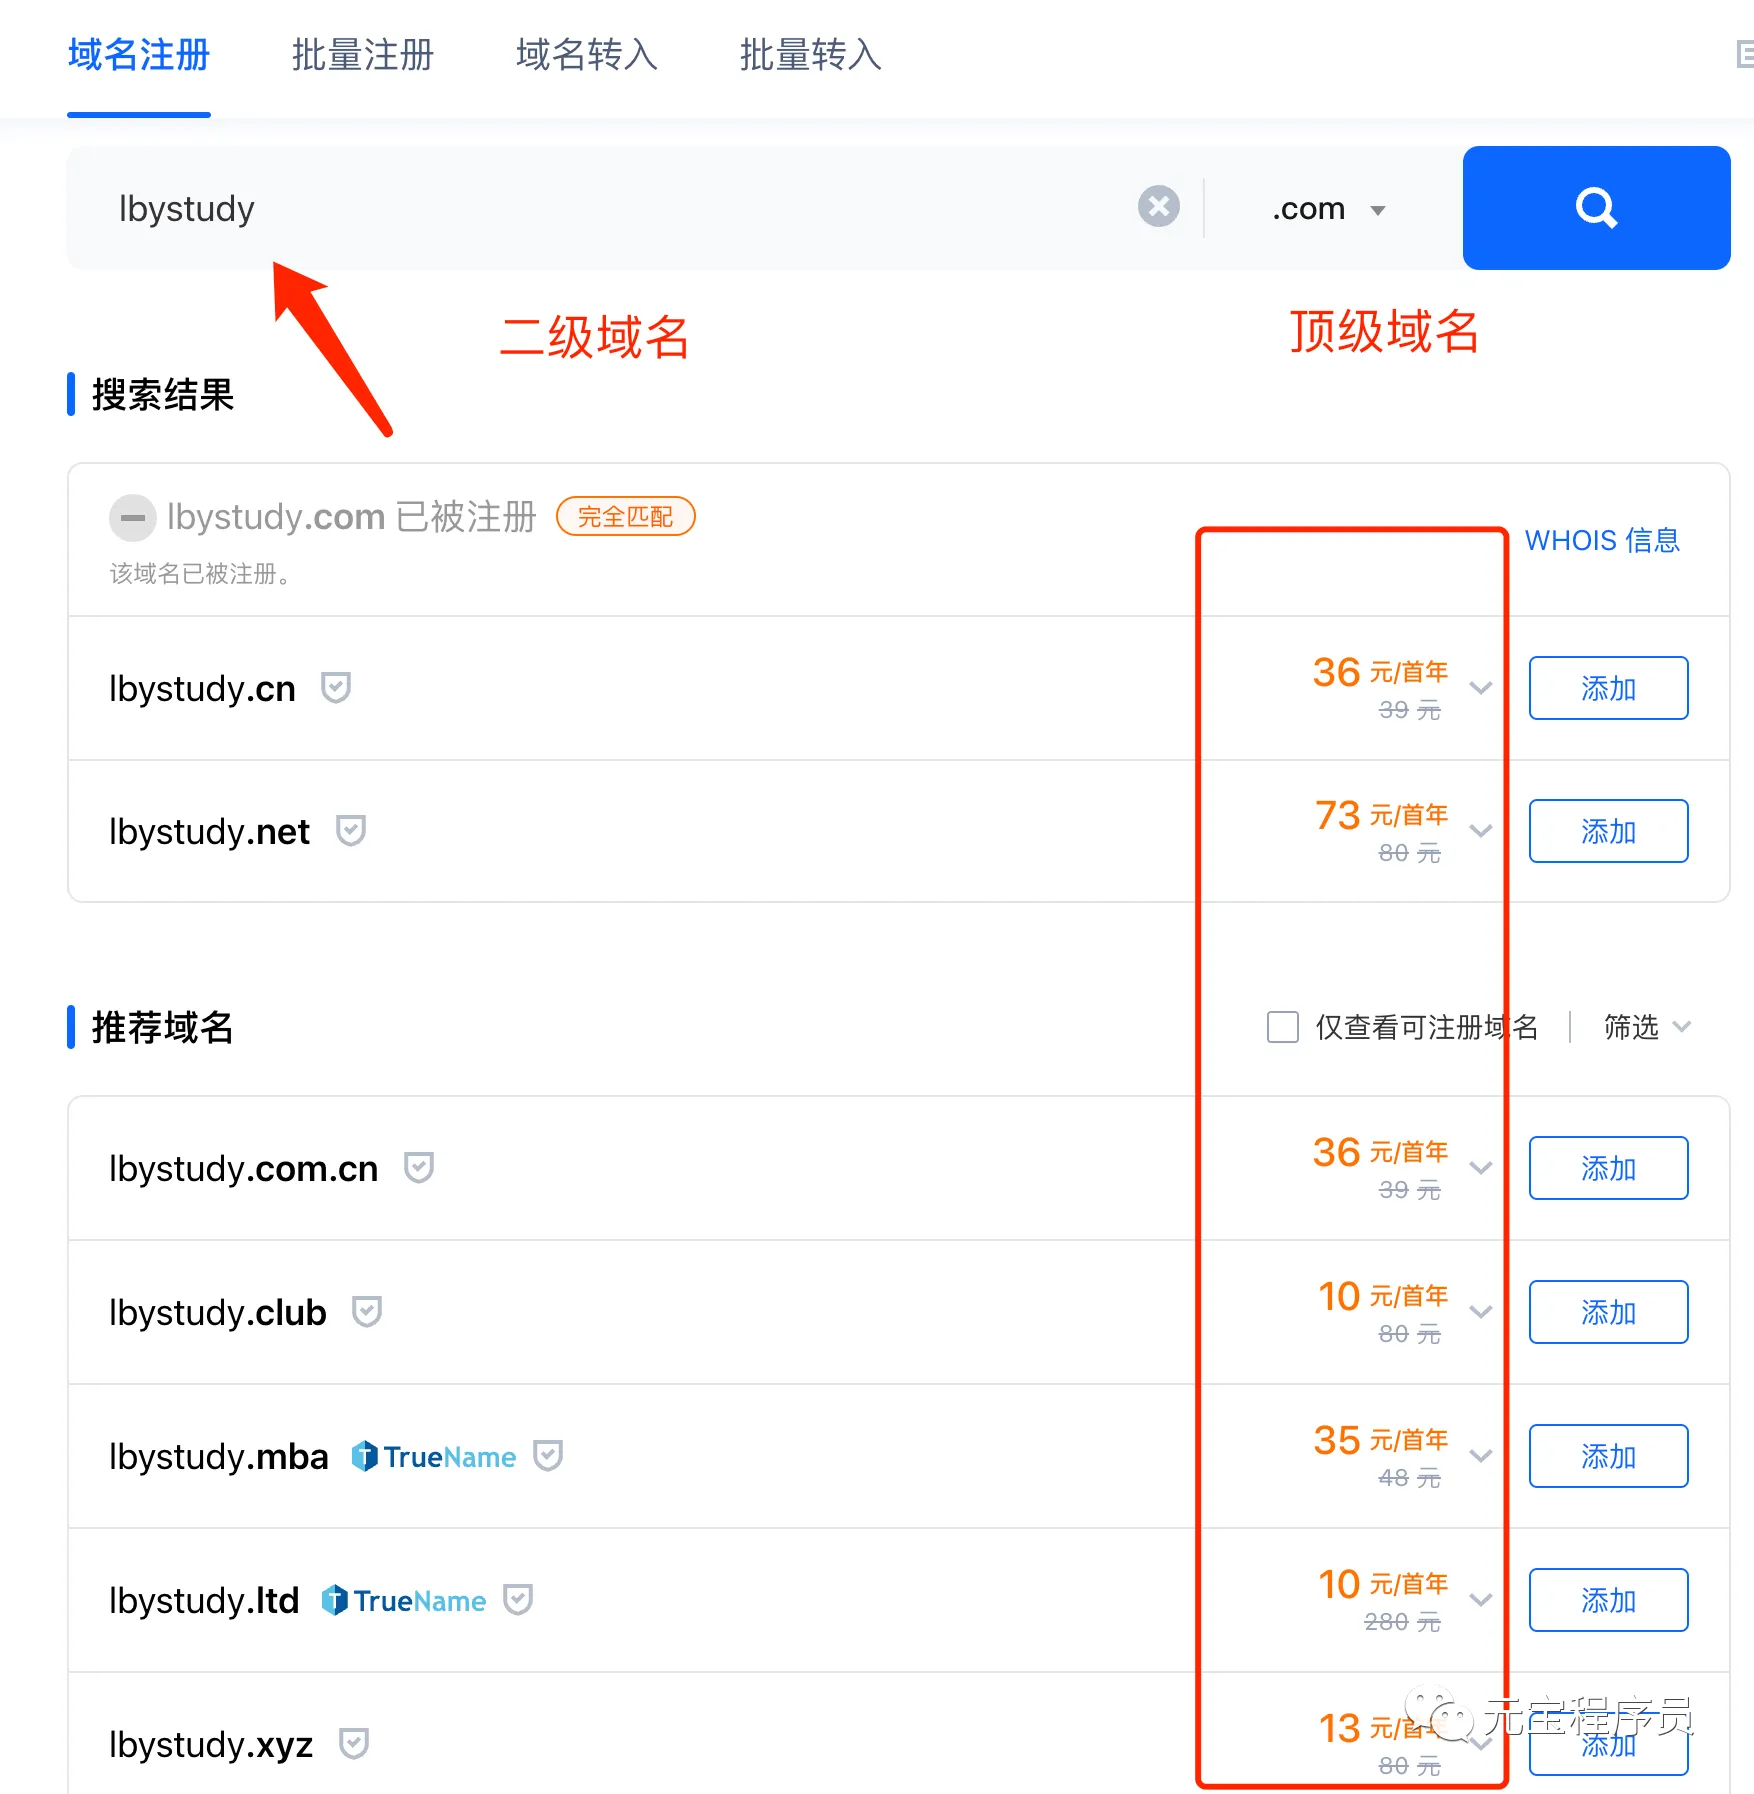 域名注册 批量注册 域名转入 批量转入
lbystudy .com
二级域名 顶级域名
搜索结果
lbystudy.com 已被注册 完全匹配
WHOIS 信息
该域名已被注册。
lbystudy.cn 36 元/首年 添加
39 元
lbystudy.net 73 元/首年 添加
80 元
推荐域名 仅查看可注册域名 筛选
lbystudy.com.cn 36 元/首年 添加
39 元
lbystudy.club 10 元/首年 添加
80 元
lbystudy.mba TrueName 35 元/首年 添加
48 元
lbystudy.ltd TrueName 10 元/首年 添加
280 元
元宝程序员
lbystudy.xyz 13 元/首年 添加
80 元